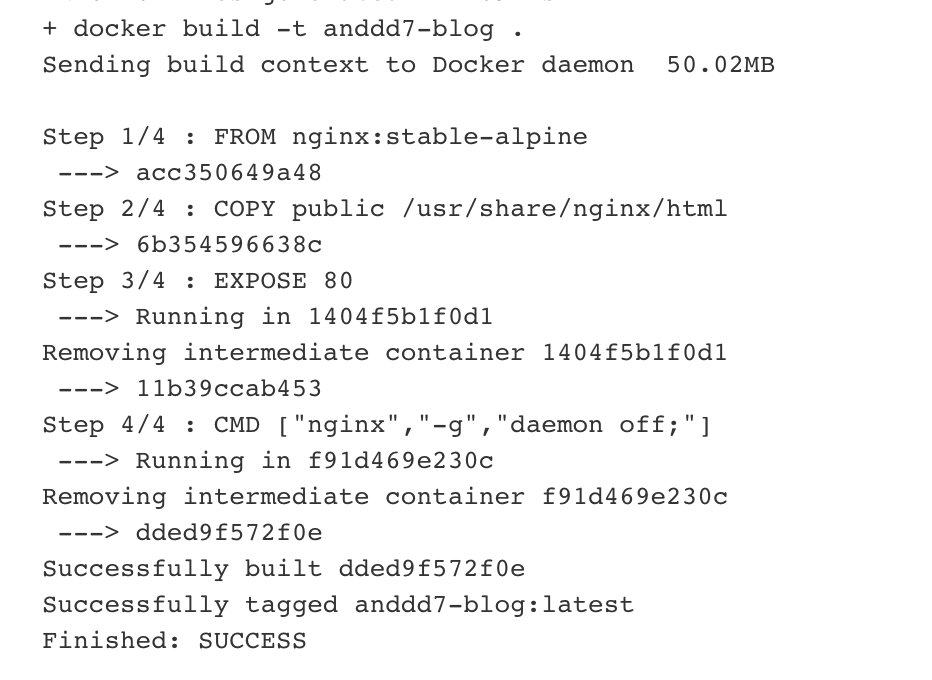 + docker build -t anddd7-blog .
Sending build context to Docker daemon  50.02MB
Step 1/4 : FROM nginx:stable-alpine
 ---> acc350649a48
Step 2/4 : COPY public /usr/share/nginx/html
 ---> 6b354596638c
Step 3/4 : EXPOSE 80
 ---> Running in 1404f5b1f0d1
Removing intermediate container 1404f5b1f0d1
 ---> 11b39ccab453
Step 4/4 : CMD ["nginx","-g","daemon off;"]
 ---> Running in f91d469e230c
Removing intermediate container f91d469e230c
 ---> dded9f572f0e
Successfully built dded9f572f0e
Successfully tagged anddd7-blog:latest
Finished: SUCCESS